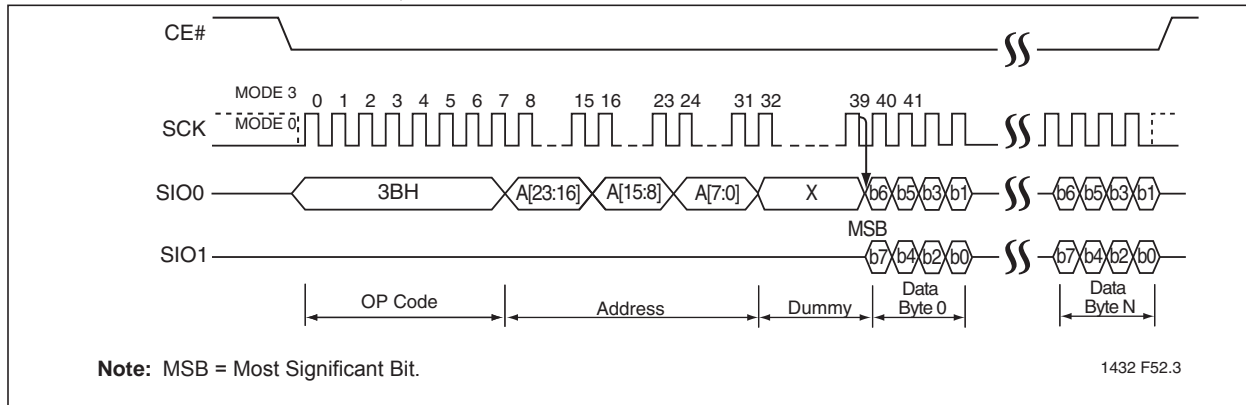 CE#
MODE 3
0 1 2 3 4 5 6 7 8 15 16 23 24 31 32 39 40 41
SCK
MODE 0
SIO0 3BH A[23:16] A[15:8] A[7:0] X b6 b5 b3 b1 b6 b5 b3 b1
MSB
SIO1 b7 b4 b2 b0 b7 b4 b2 b0
OP Code Address Dummy Data Byte 0 Data Byte N
Note: MSB = Most Significant Bit.
1432 F52.3